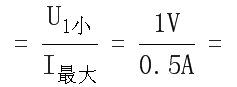 = U₁小 / I最大 = 1V / 0.5A =